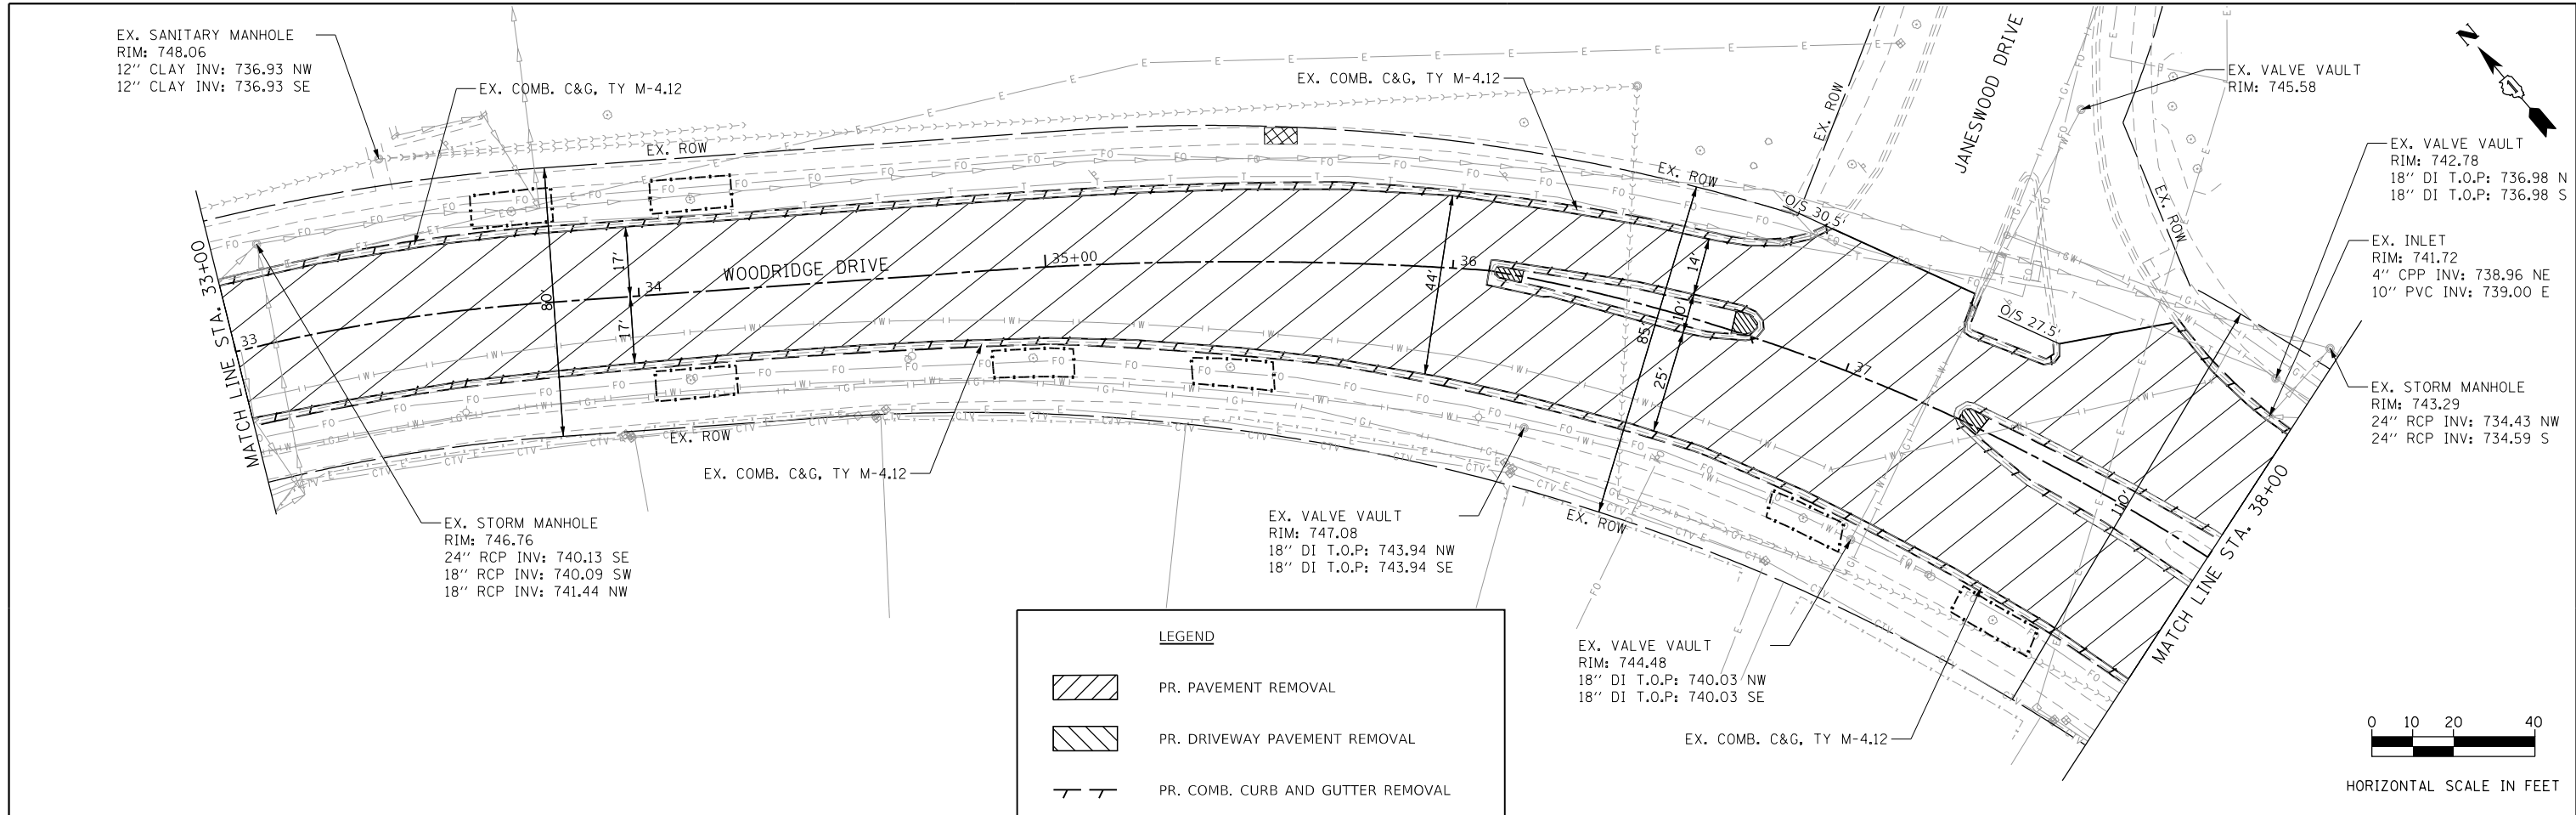 EX. SANITARY MANHOLE
RIM: 748.06
12" CLAY INV: 736.93 NW
12" CLAY INV: 736.93 SE
EX. COMB. C&G, TY M-4.12
EX. COMB. C&G, TY M-4.12
EX. ROW
EX. ROW
EX. ROW
JANESWOOD DRIVE
EX. ROW
N
EX. VALVE VAULT
RIM: 745.58
EX. VALVE VAULT
RIM: 742.78
18" DI T.O.P: 736.98 N
18" DI T.O.P: 736.98 S
EX. INLET
RIM: 741.72
4" CPP INV: 738.96 NE
10" PVC INV: 739.00 E
EX. STORM MANHOLE
RIM: 743.29
24" RCP INV: 734.43 NW
24" RCP INV: 734.59 S
MATCH LINE STA. 33+00
33
34
WOODRIDGE DRIVE
35+00
36
37
17'
17'
80'
44'
14'
10'
85'
25'
O/S 30.5'
O/S 27.5'
110'
MATCH LINE STA. 38+00
EX. ROW
EX. ROW
EX. COMB. C&G, TY M-4.12
EX. STORM MANHOLE
RIM: 746.76
24" RCP INV: 740.13 SE
18" RCP INV: 740.09 SW
18" RCP INV: 741.44 NW
EX. VALVE VAULT
RIM: 747.08
18" DI T.O.P: 743.94 NW
18" DI T.O.P: 743.94 SE
EX. VALVE VAULT
RIM: 744.48
18" DI T.O.P: 740.03 NW
18" DI T.O.P: 740.03 SE
EX. COMB. C&G, TY M-4.12
LEGEND
PR. PAVEMENT REMOVAL
PR. DRIVEWAY PAVEMENT REMOVAL
PR. COMB. CURB AND GUTTER REMOVAL
0 10 20 40
HORIZONTAL SCALE IN FEET